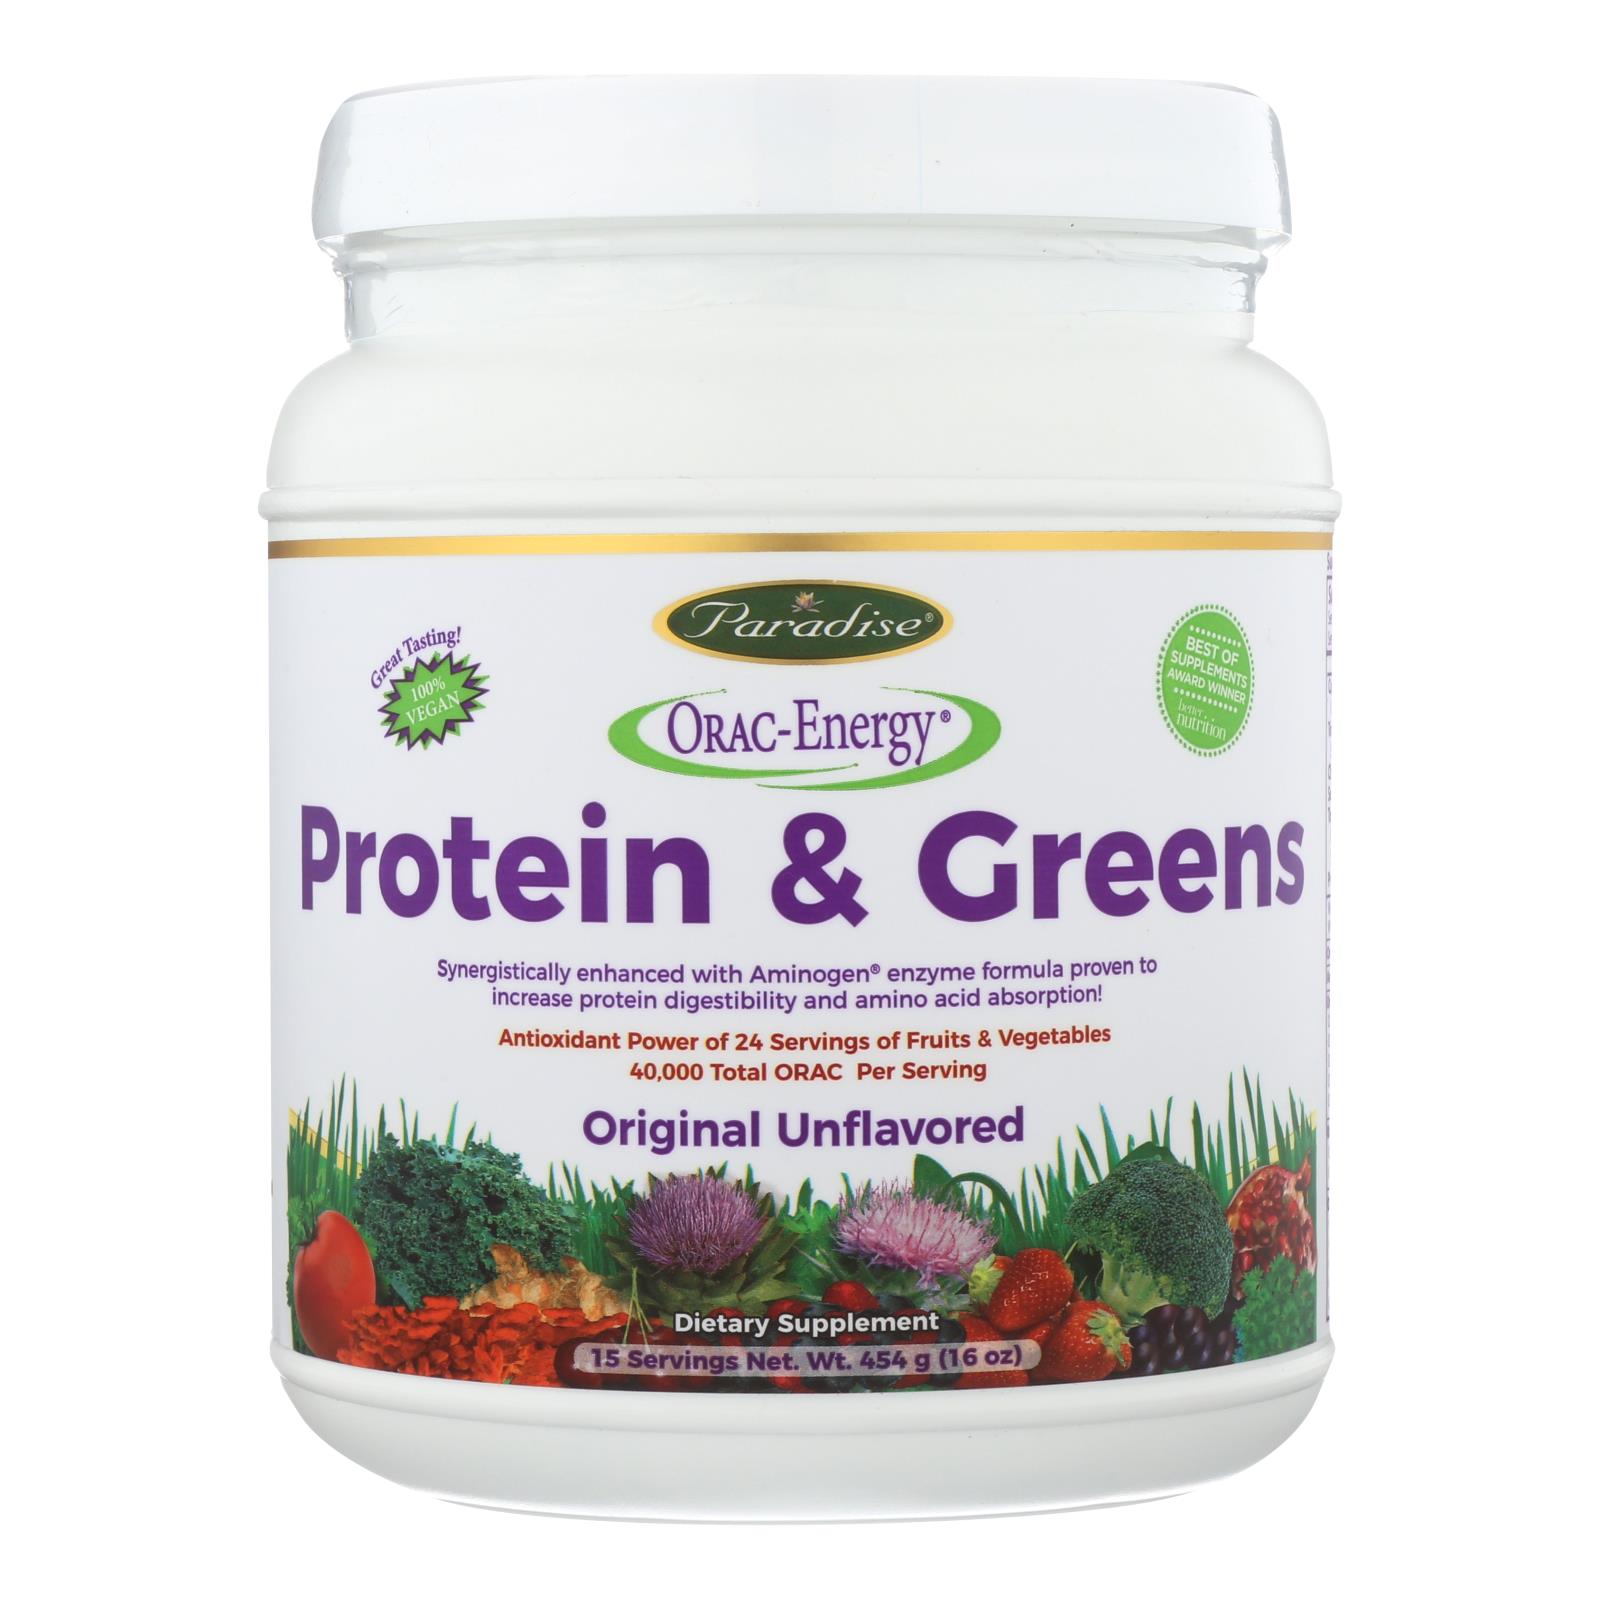 Paradise®
Great Tasting!
100%
VEGAN
ORAC-Energy®
BEST OF
SUPPLEMENTS
AWARD WINNER
better
nutrition
Protein & Greens
Synergistically enhanced with Aminogen® enzyme formula proven to
increase protein digestibility and amino acid absorption!
Antioxidant Power of 24 Servings of Fruits & Vegetables
40,000 Total ORAC Per Serving
Original Unflavored
Dietary Supplement
15 Servings Net. Wt. 454 g (16 oz)